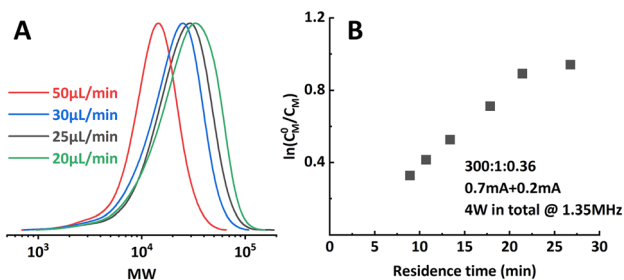 A
50μL/min
30μL/min
25μL/min
20μL/min
10³ 10⁴ 10⁵
MW
B
ln(C⁰M/CM)
1.2
0.8
0.4
300:1:0.36
0.7mA+0.2mA
4W in total @ 1.35MHz
0 5 10 15 20 25 30
Residence time (min)